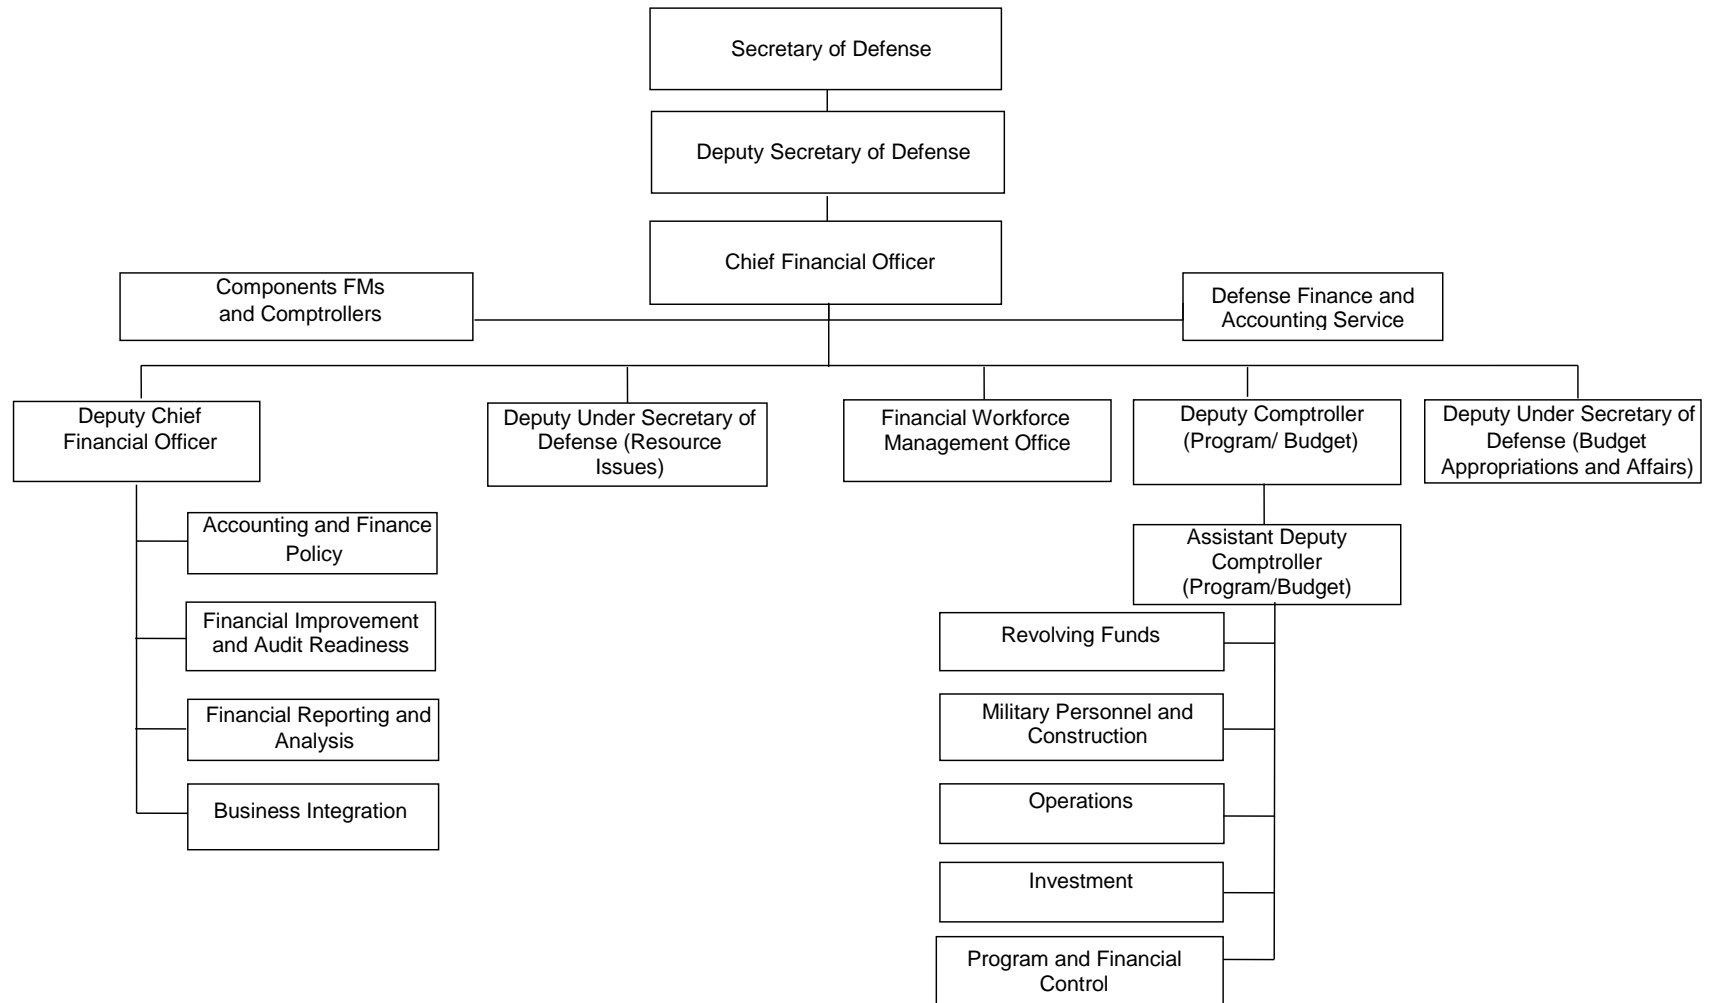 Secretary of Defense
Deputy Secretary of Defense
Chief Financial Officer
Components FMs
and Comptrollers
Defense Finance and
Accounting Service
Deputy Chief
Financial Officer
Deputy Under Secretary of
Defense (Resource
Issues)
Financial Workforce
Management Office
Deputy Comptroller
(Program/ Budget)
Deputy Under Secretary of
Defense (Budget
Appropriations and Affairs)
Accounting and Finance
Policy
Financial Improvement
and Audit Readiness
Financial Reporting and
Analysis
Business Integration
Assistant Deputy
Comptroller
(Program/Budget)
Revolving Funds
Military Personnel and
Construction
Operations
Investment
Program and Financial
Control